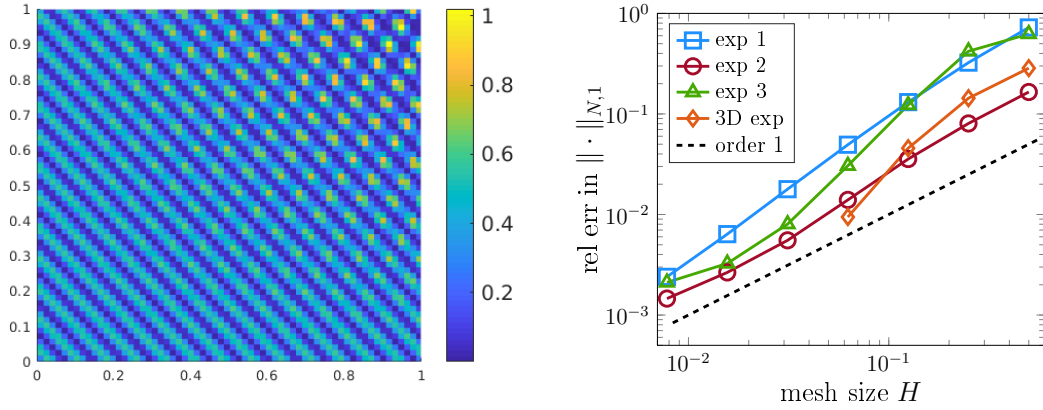 1
0.9
0.8
0.7
0.6
0.5
0.4
0.3
0.2
0.1
0
0 0.2 0.4 0.6 0.8 1
1
0.8
0.6
0.4
0.2
exp 1
exp 2
exp 3
3D exp
order 1
10^0
10^{-1}
10^{-2}
10^{-3}
rel err in ‖ · ‖_{N,1}
10^{-2} 10^{-1}
mesh size H